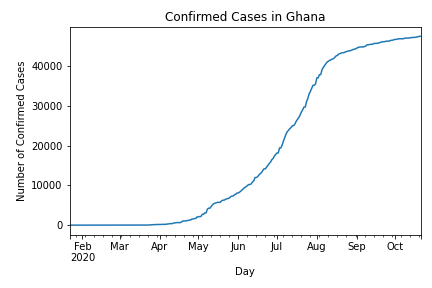 Confirmed Cases in Ghana
Number of Confirmed Cases
40000
30000
20000
10000
0
Feb Mar Apr May Jun Jul Aug Sep Oct
2020
Day